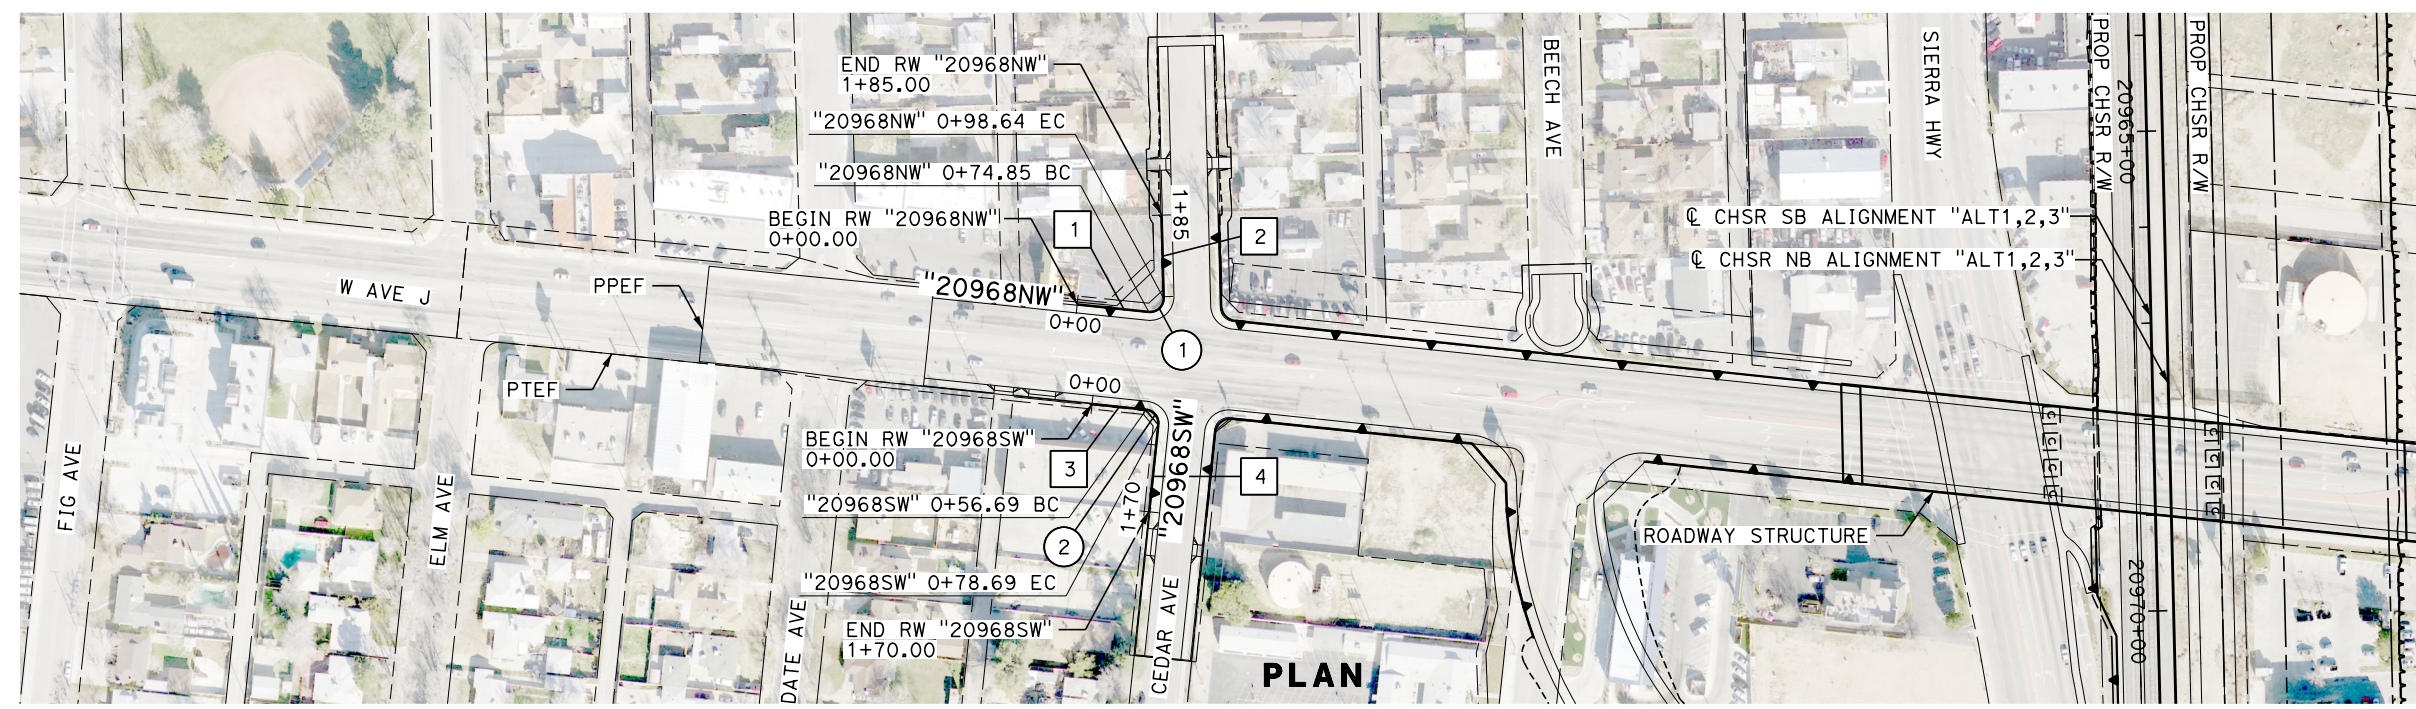 END RW "20968NW"
1+85.00
"20968NW" 0+98.64 EC
"20968NW" 0+74.85 BC
BEGIN RW "20968NW"
0+00.00
1
2
1+85
BEECH AVE
SIERRA HWY
PROP CHSR R/W
20965+00
PROP CHSR R/W
℄ CHSR SB ALIGNMENT "ALT1,2,3"
℄ CHSR NB ALIGNMENT "ALT1,2,3"
W AVE J
PPEF
"20968NW"
0+00
1
PTEF
0+00
BEGIN RW "20968SW"
0+00.00
3
4
"20968SW"
1+70
"20968SW" 0+56.69 BC
2
"20968SW" 0+78.69 EC
END RW "20968SW"
1+70.00
FIG AVE
ELM AVE
DATE AVE
CEDAR AVE
ROADWAY STRUCTURE
C C C C
C C C C
20970+00
PLAN